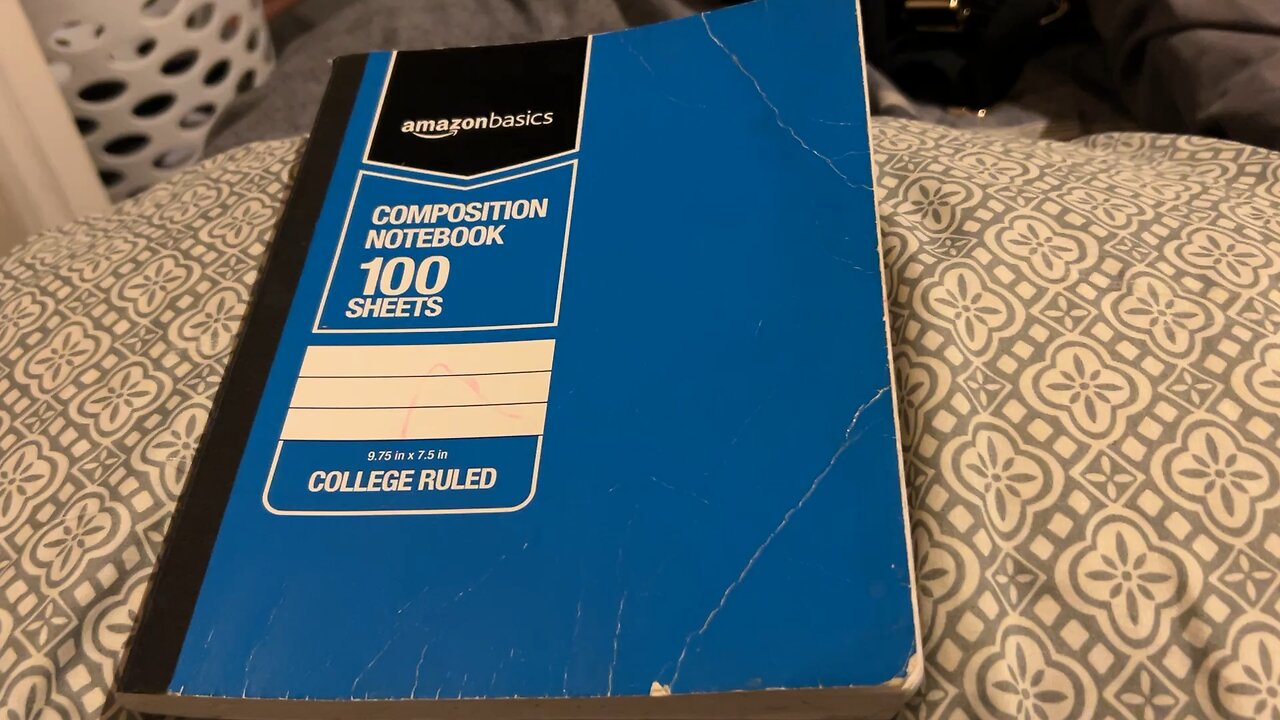 amazonbasics
COMPOSITION
NOTEBOOK
100
SHEETS
9.75 in x 7.5 in
COLLEGE RULED